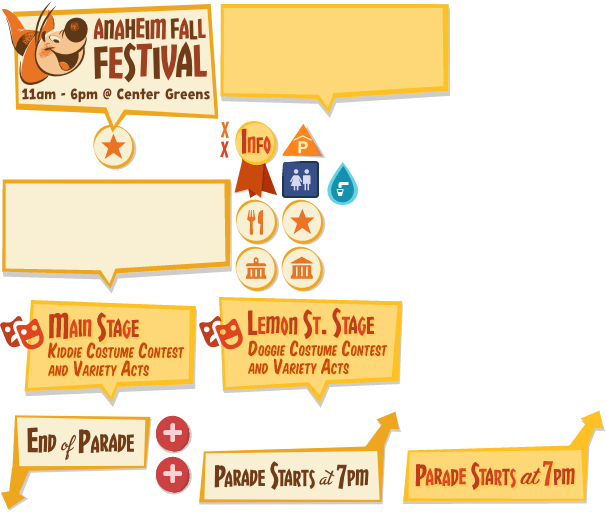 ANAHEIM FALL
FESTIVAL
11am - 6pm @ Center Greens
X
X
INFO
P
MAIN STAGE
KIDDIE COSTUME CONTEST
AND VARIETY ACTS
LEMON ST. STAGE
DOGGIE COSTUME CONTEST
AND VARIETY ACTS
END of PARADE
PARADE STARTS at 7PM
PARADE STARTS at 7PM